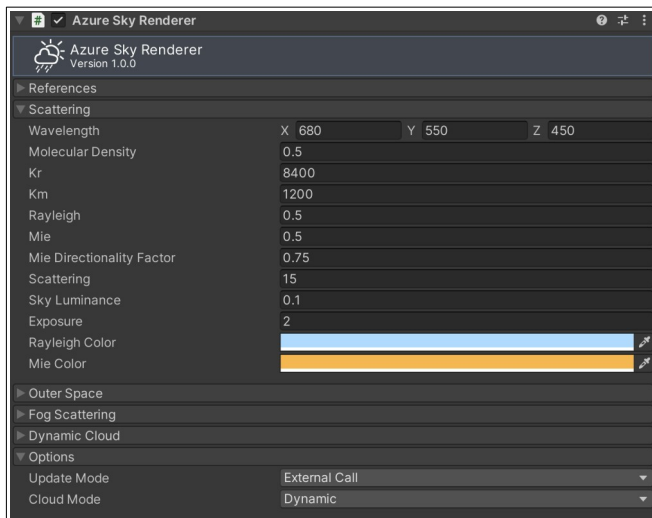 # Azure Sky Renderer
Azure Sky Renderer
Version 1.0.0
References
Scattering
Wavelength X 680 Y 550 Z 450
Molecular Density 0.5
Kr 8400
Km 1200
Rayleigh 0.5
Mie 0.5
Mie Directionality Factor 0.75
Scattering 15
Sky Luminance 0.1
Exposure 2
Rayleigh Color
Mie Color
Outer Space
Fog Scattering
Dynamic Cloud
Options
Update Mode External Call
Cloud Mode Dynamic